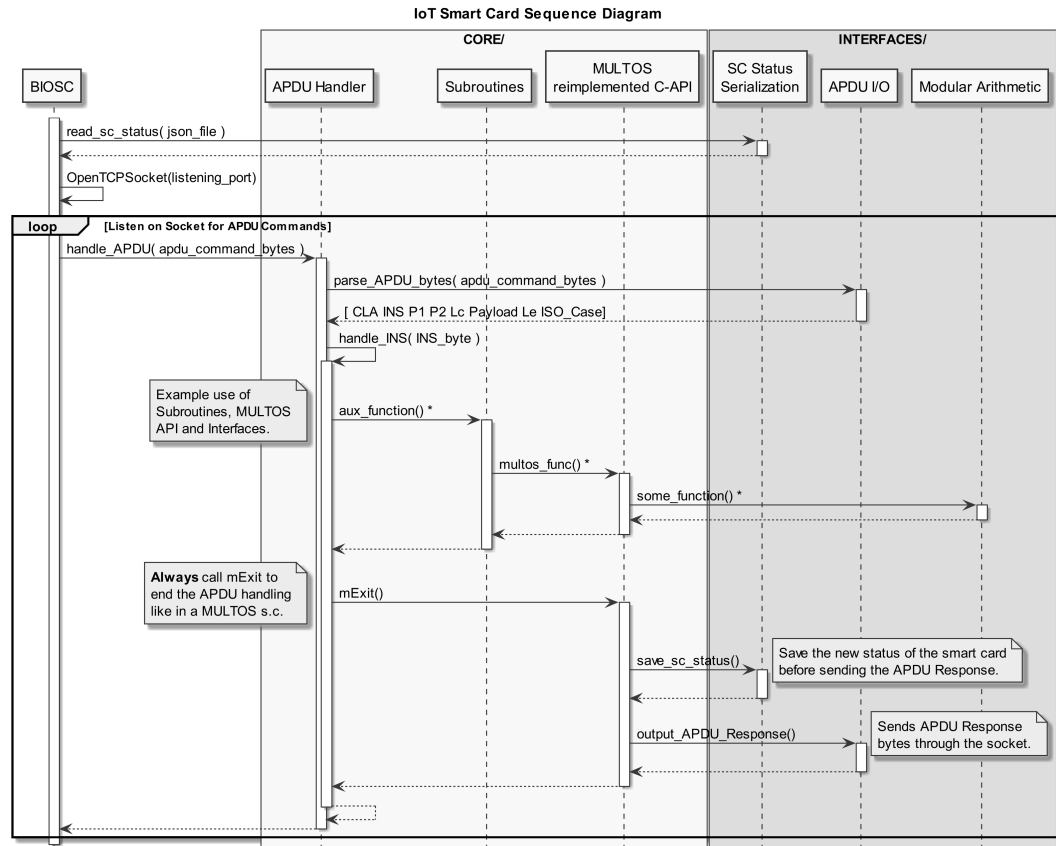 IoT Smart Card Sequence Diagram
CORE/
INTERFACES/
BIOSC
APDU Handler
Subroutines
MULTOS
reimplemented C-API
SC Status
Serialization
APDU I/O
Modular Arithmetic
read_sc_status( json_file )
OpenTCPSocket(listening_port)
loop
[Listen on Socket for APDU Commands]
handle_APDU( apdu_command_bytes )
parse_APDU_bytes( apdu_command_bytes )
[ CLA INS P1 P2 Lc Payload Le ISO_Case]
handle_INS( INS_byte )
Example use of
Subroutines, MULTOS
API and Interfaces.
aux_function() *
multos_func() *
some_function() *
Always call mExit to
end the APDU handling
like in a MULTOS s.c.
mExit()
save_sc_status()
Save the new status of the smart card
before sending the APDU Response.
output_APDU_Response()
Sends APDU Response
bytes through the socket.